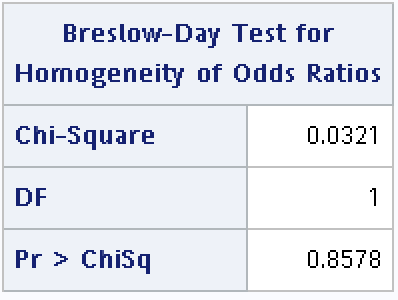 Breslow-Day Test for
Homogeneity of Odds Ratios
Chi-Square 0.0321
DF 1
Pr > ChiSq 0.8578